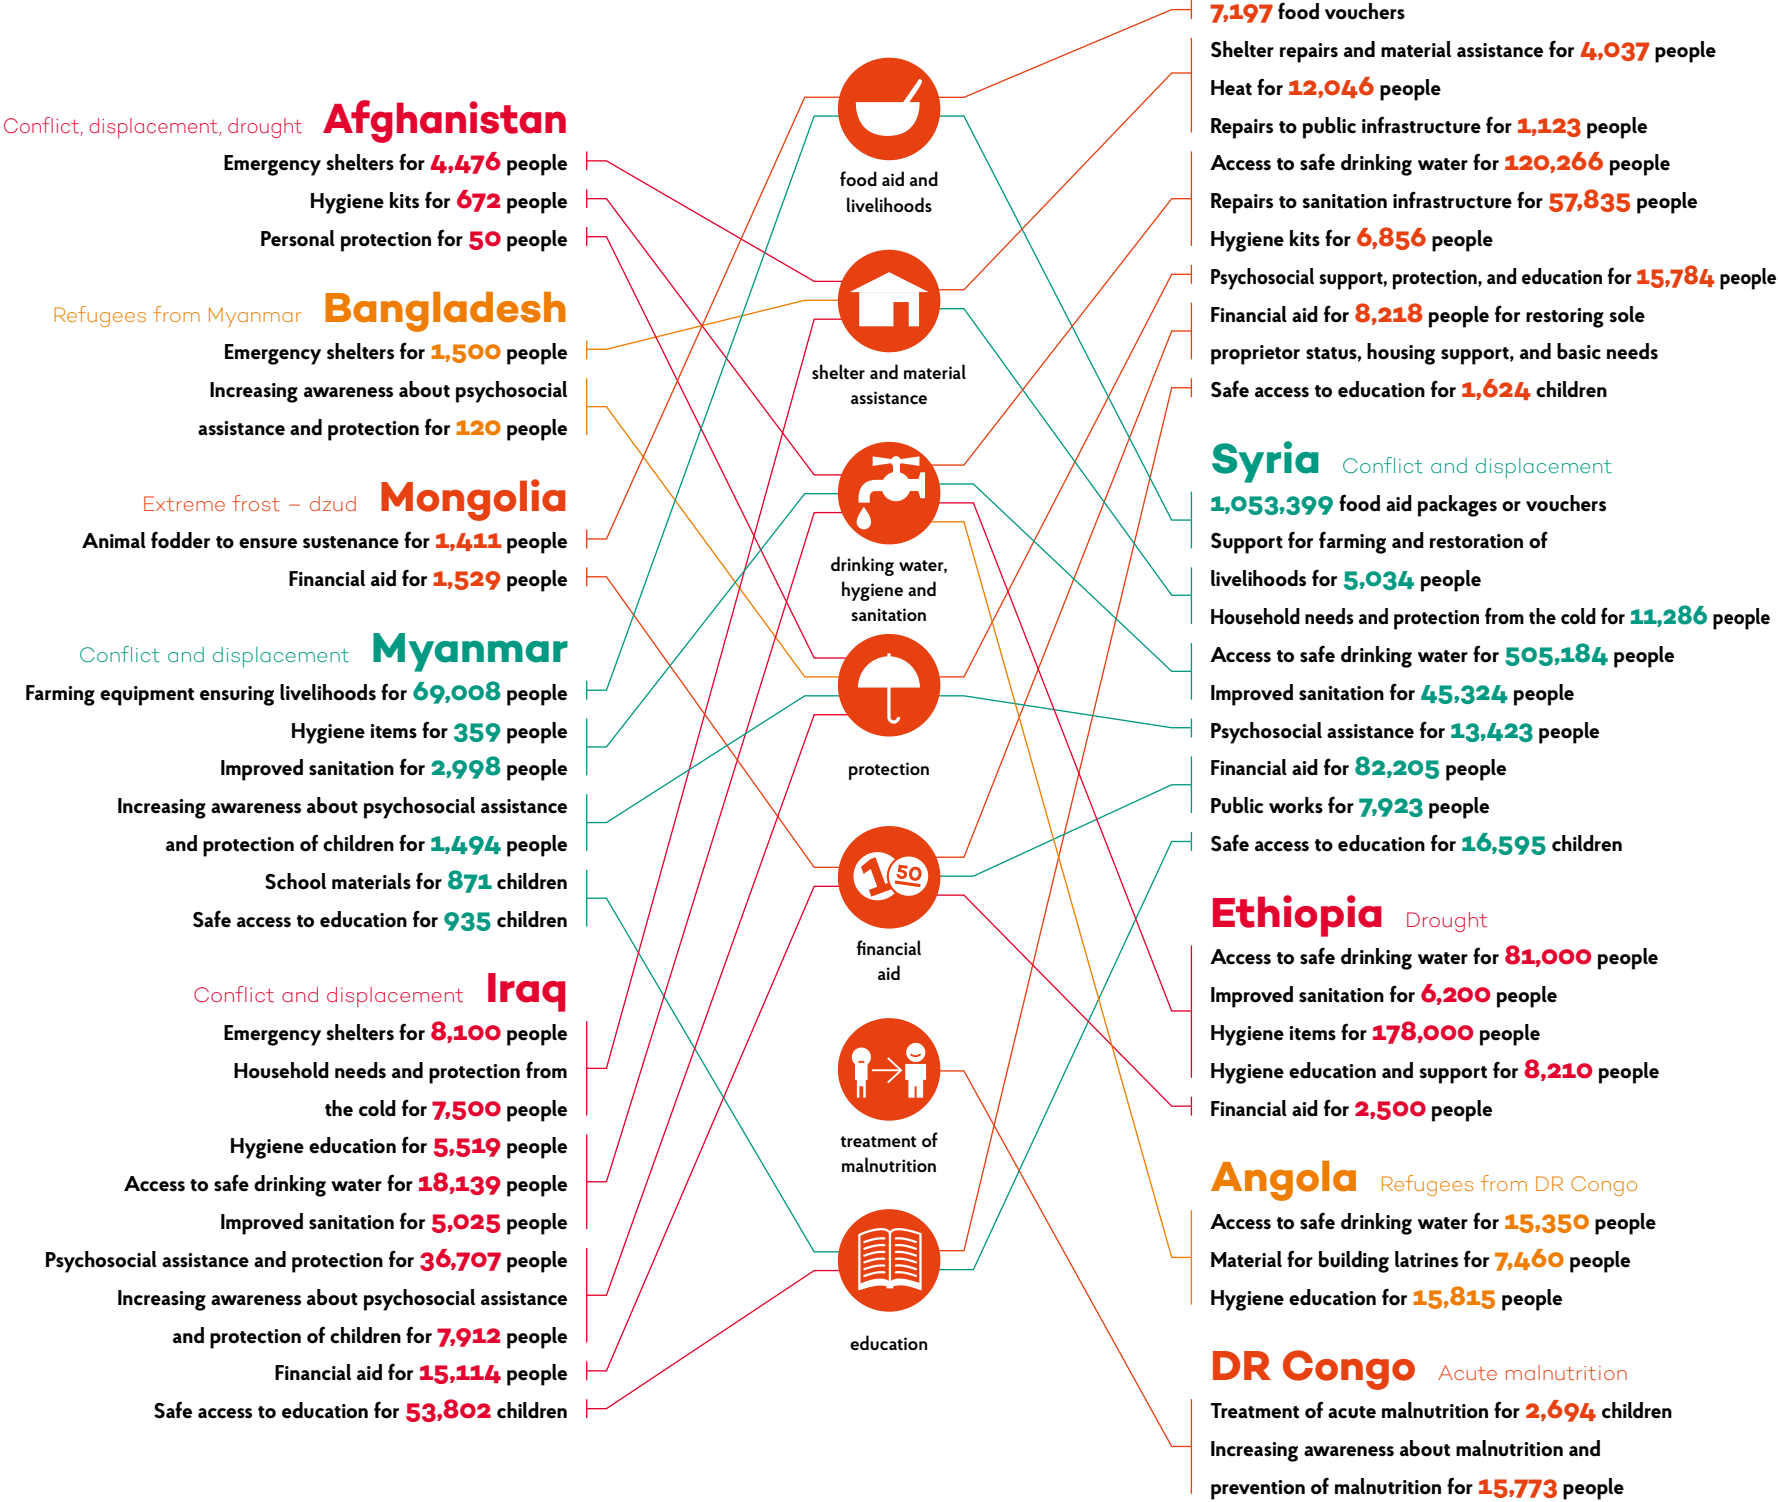 Conflict, displacement, drought Afghanistan
Emergency shelters for 4,476 people
Hygiene kits for 672 people
Personal protection for 50 people
Refugees from Myanmar Bangladesh
Emergency shelters for 1,500 people
Increasing awareness about psychosocial
assistance and protection for 120 people
Extreme frost – dzud Mongolia
Animal fodder to ensure sustenance for 1,411 people
Financial aid for 1,529 people
Conflict and displacement Myanmar
Farming equipment ensuring livelihoods for 69,008 people
Hygiene items for 359 people
Improved sanitation for 2,998 people
Increasing awareness about psychosocial assistance
and protection of children for 1,494 people
School materials for 871 children
Safe access to education for 935 children
Conflict and displacement Iraq
Emergency shelters for 8,100 people
Household needs and protection from
the cold for 7,500 people
Hygiene education for 5,519 people
Access to safe drinking water for 18,139 people
Improved sanitation for 5,025 people
Psychosocial assistance and protection for 36,707 people
Increasing awareness about psychosocial assistance
and protection of children for 7,912 people
Financial aid for 15,114 people
Safe access to education for 53,802 children
food aid and
livelihoods
shelter and material
assistance
drinking water,
hygiene and
sanitation
protection
1 50
financial
aid
treatment of
malnutrition
education
7,197 food vouchers
Shelter repairs and material assistance for 4,037 people
Heat for 12,046 people
Repairs to public infrastructure for 1,123 people
Access to safe drinking water for 120,266 people
Repairs to sanitation infrastructure for 57,835 people
Hygiene kits for 6,856 people
Psychosocial support, protection, and education for 15,784 people
Financial aid for 8,218 people for restoring sole
proprietor status, housing support, and basic needs
Safe access to education for 1,624 children
Syria Conflict and displacement
1,053,399 food aid packages or vouchers
Support for farming and restoration of
livelihoods for 5,034 people
Household needs and protection from the cold for 11,286 people
Access to safe drinking water for 505,184 people
Improved sanitation for 45,324 people
Psychosocial assistance for 13,423 people
Financial aid for 82,205 people
Public works for 7,923 people
Safe access to education for 16,595 children
Ethiopia Drought
Access to safe drinking water for 81,000 people
Improved sanitation for 6,200 people
Hygiene items for 178,000 people
Hygiene education and support for 8,210 people
Financial aid for 2,500 people
Angola Refugees from DR Congo
Access to safe drinking water for 15,350 people
Material for building latrines for 7,460 people
Hygiene education for 15,815 people
DR Congo Acute malnutrition
Treatment of acute malnutrition for 2,694 children
Increasing awareness about malnutrition and
prevention of malnutrition for 15,773 people